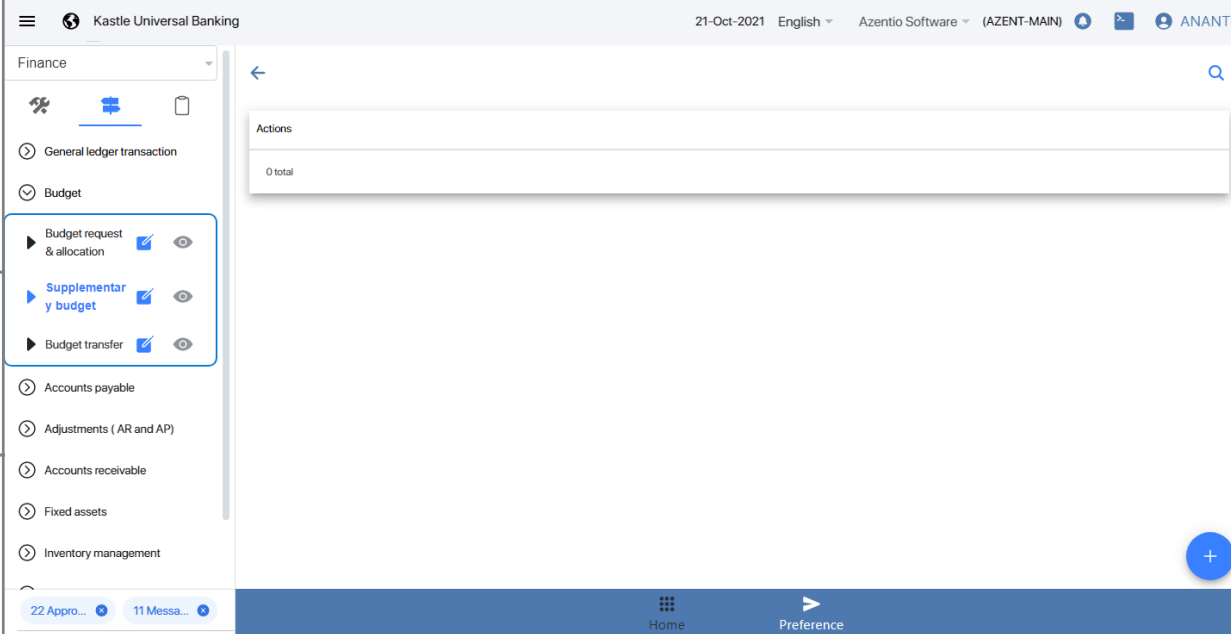 Kastle Universal Banking
21-Oct-2021 English Azentio Software (AZENT-MAIN) ANANT
Finance
Actions
0 total
General ledger transaction
Budget
Budget request
& allocation
Supplementar
y budget
Budget transfer
Accounts payable
Adjustments ( AR and AP)
Accounts receivable
Fixed assets
Inventory management
22 Appro...
11 Messa...
Home
Preference